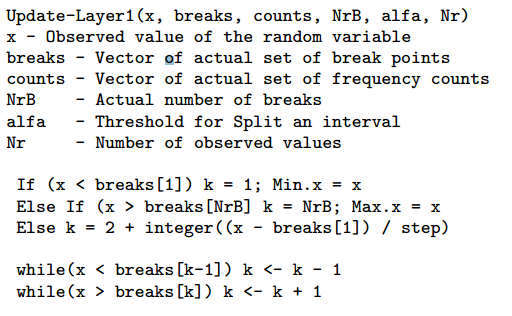 Update-Layer1(x, breaks, counts, NrB, alfa, Nr)
x - Observed value of the random variable
breaks - Vector of actual set of break points
counts - Vector of actual set of frequency counts
NrB - Actual number of breaks
alfa - Threshold for Split an interval
Nr - Number of observed values
If (x < breaks[1]) k = 1; Min.x = x
Else If (x > breaks[NrB] k = NrB; Max.x = x
Else k = 2 + integer((x - breaks[1]) / step)
while(x < breaks[k-1]) k <- k - 1
while(x > breaks[k]) k <- k + 1